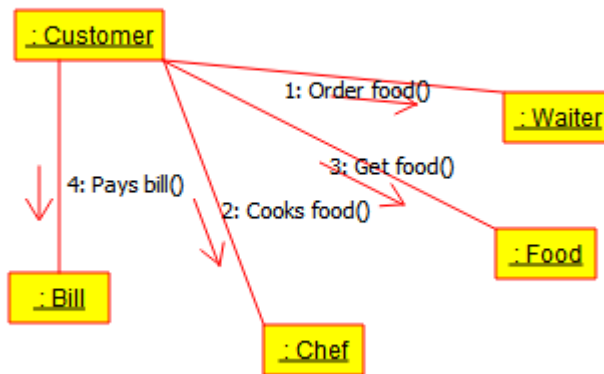 : Customer
1: Order food()
: Waiter
3: Get food()
4: Pays bill()
2: Cooks food()
: Food
: Bill
: Chef